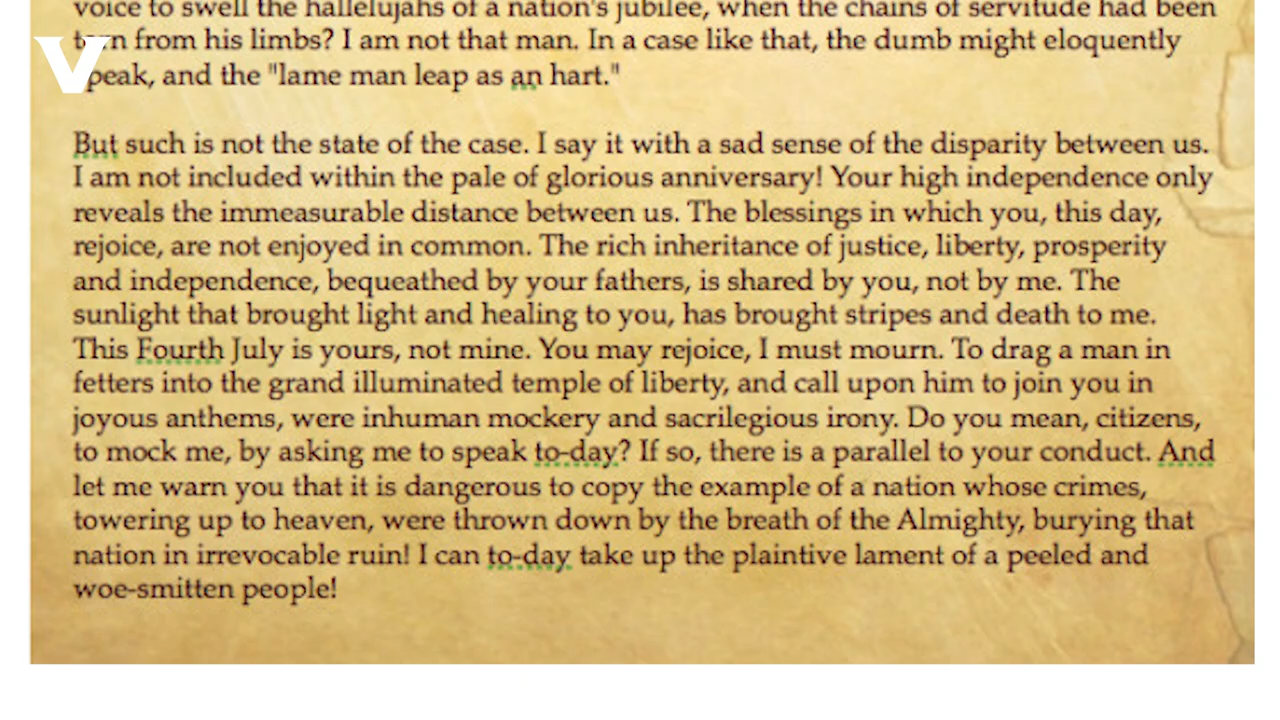 voice to swell the hallelujahs of a nation's jubilee, when the chains of servitude had been
torn from his limbs? I am not that man. In a case like that, the dumb might eloquently
speak, and the "lame man leap as an hart."
But such is not the state of the case. I say it with a sad sense of the disparity between us.
I am not included within the pale of glorious anniversary! Your high independence only
reveals the immeasurable distance between us. The blessings in which you, this day,
rejoice, are not enjoyed in common. The rich inheritance of justice, liberty, prosperity
and independence, bequeathed by your fathers, is shared by you, not by me. The
sunlight that brought light and healing to you, has brought stripes and death to me.
This Fourth July is yours, not mine. You may rejoice, I must mourn. To drag a man in
fetters into the grand illuminated temple of liberty, and call upon him to join you in
joyous anthems, were inhuman mockery and sacrilegious irony. Do you mean, citizens,
to mock me, by asking me to speak to-day? If so, there is a parallel to your conduct. And
let me warn you that it is dangerous to copy the example of a nation whose crimes,
towering up to heaven, were thrown down by the breath of the Almighty, burying that
nation in irrevocable ruin! I can to-day take up the plaintive lament of a peeled and
woe-smitten people!
V